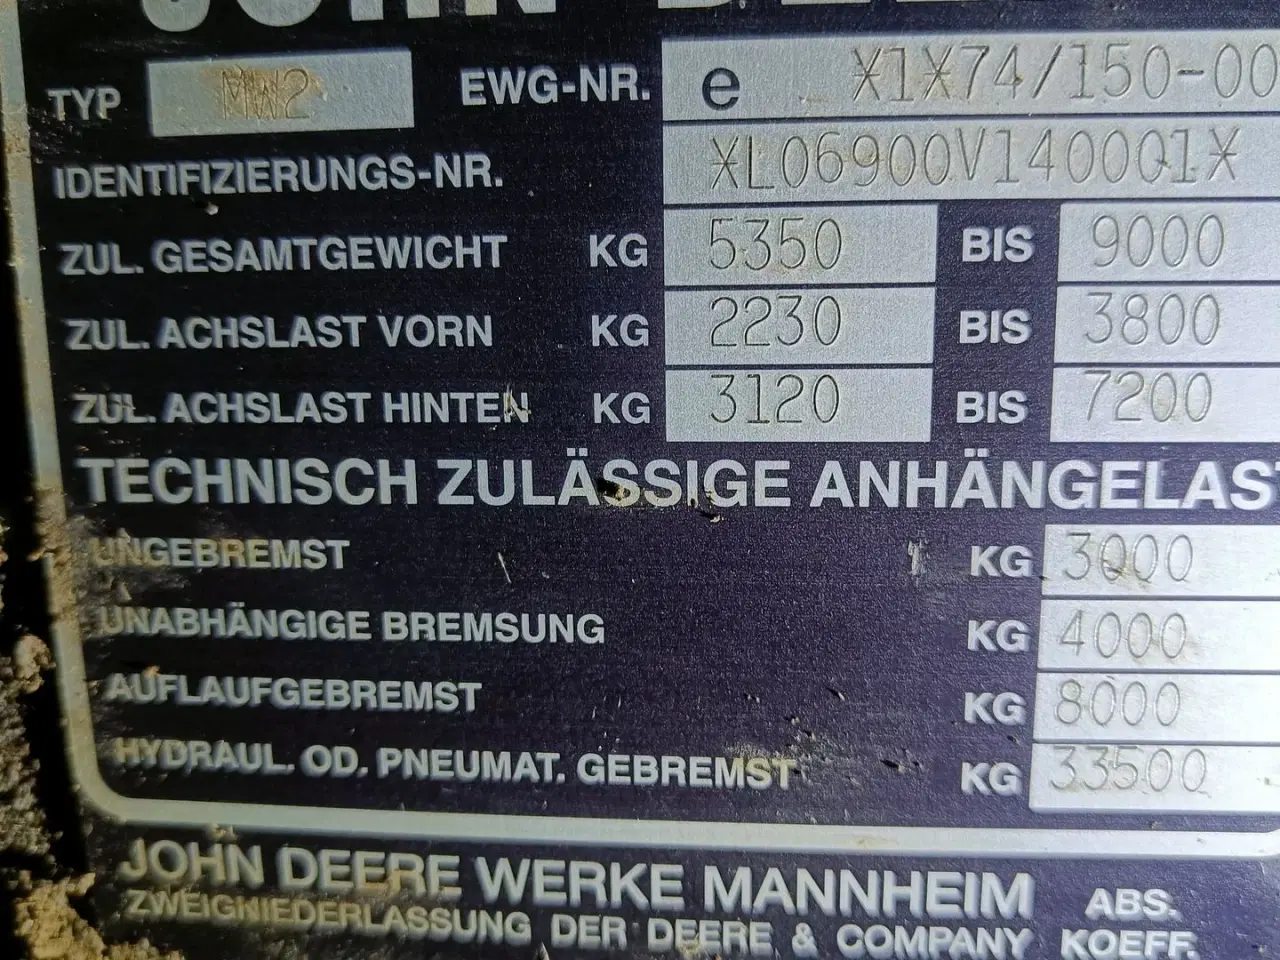 JOHN DEERE
TYP MW2 EWG-NR. e X1X74/150-00
IDENTIFIZIERUNGS-NR. XL06900V140001X
ZUL. GESAMTGEWICHT KG 5350 BIS 9000
ZUL. ACHSLAST VORN KG 2230 BIS 3800
ZUL. ACHSLAST HINTEN KG 3120 BIS 7200
TECHNISCH ZULÄSSIGE ANHÄNGELAST
UNGEBREMST KG 3000
UNABHÄNGIGE BREMSUNG KG 4000
AUFLAUFGEBREMST KG 8000
HYDRAUL. OD. PNEUMAT. GEBREMST KG 33500
JOHN DEERE WERKE MANNHEIM ABS.
ZWEIGNIEDERLASSUNG DER DEERE & COMPANY KOEFF.